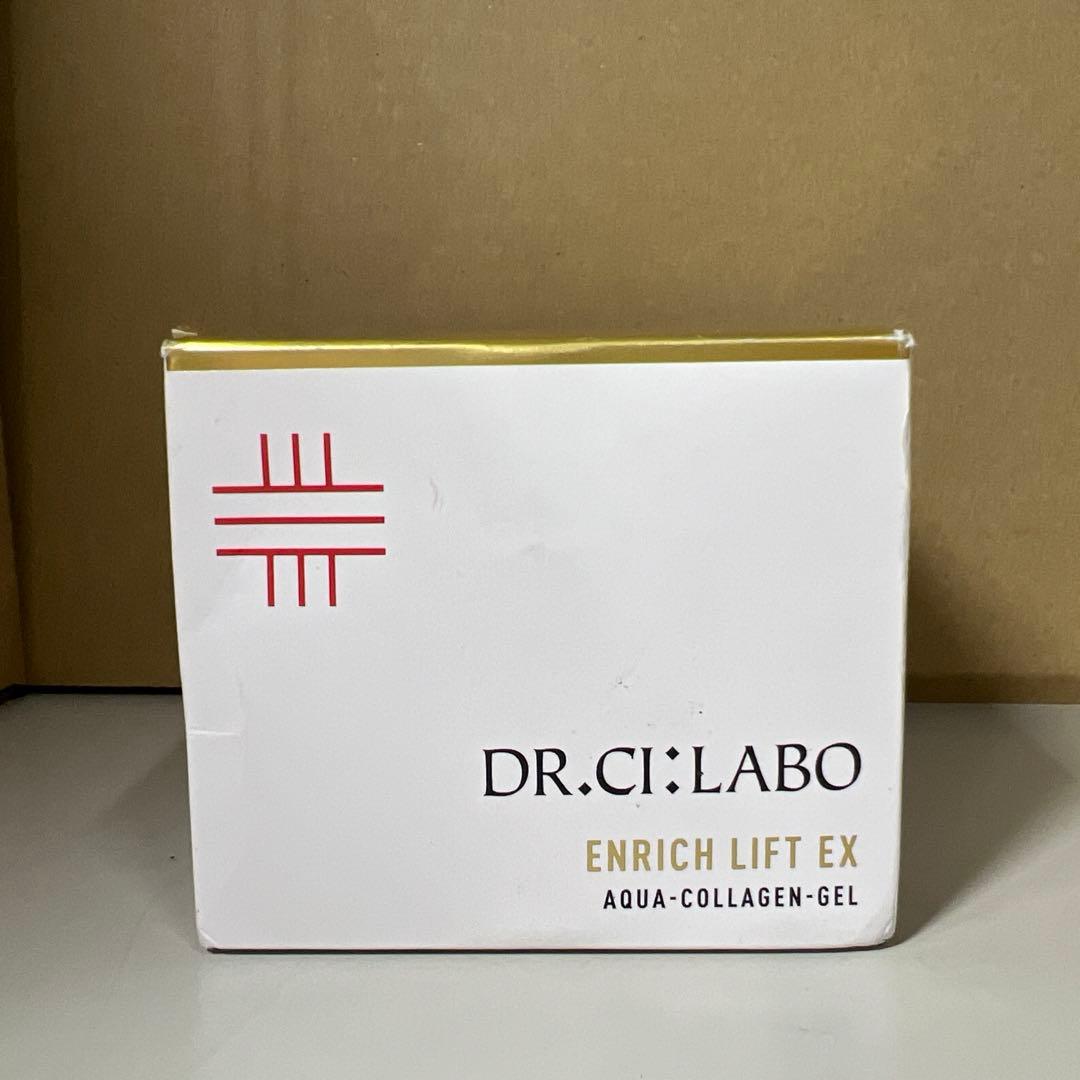 DR.CI:LABO
ENRICH LIFT EX
AQUA-COLLAGEN-GEL